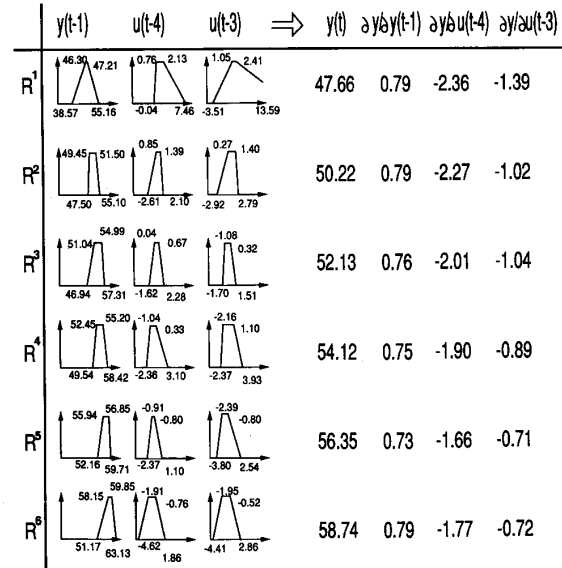 y(t-1) u(t-4) u(t-3) ⟹ y(t) ∂y/∂y(t-1) ∂y/∂u(t-4) ∂y/∂u(t-3)
46.30 47.21 0.76 2.13 1.05 2.41
R¹ 47.66 0.79 -2.36 -1.39
38.57 55.16 -0.04 7.46 -3.51 13.59
49.45 51.50 0.85 1.39 0.27 1.40
R² 50.22 0.79 -2.27 -1.02
47.50 55.10 -2.61 2.10 -2.92 2.79
51.04 54.99 0.04 0.67 -1.08 0.32
R³ 52.13 0.76 -2.01 -1.04
46.94 57.31 -1.62 2.28 -1.70 1.51
52.45 55.20 -1.04 0.33 -2.16 1.10
R⁴ 54.12 0.75 -1.90 -0.89
49.54 58.42 -2.36 3.10 -2.37 3.93
55.94 56.85 -0.91 -0.80 -2.39 -0.80
R⁵ 56.35 0.73 -1.66 -0.71
52.16 59.71 -2.37 1.10 -3.80 2.54
58.15 59.85 -1.91 -0.76 -1.95 -0.52
R⁶ 58.74 0.79 -1.77 -0.72
51.17 63.13 -4.62 1.86 -4.41 2.86